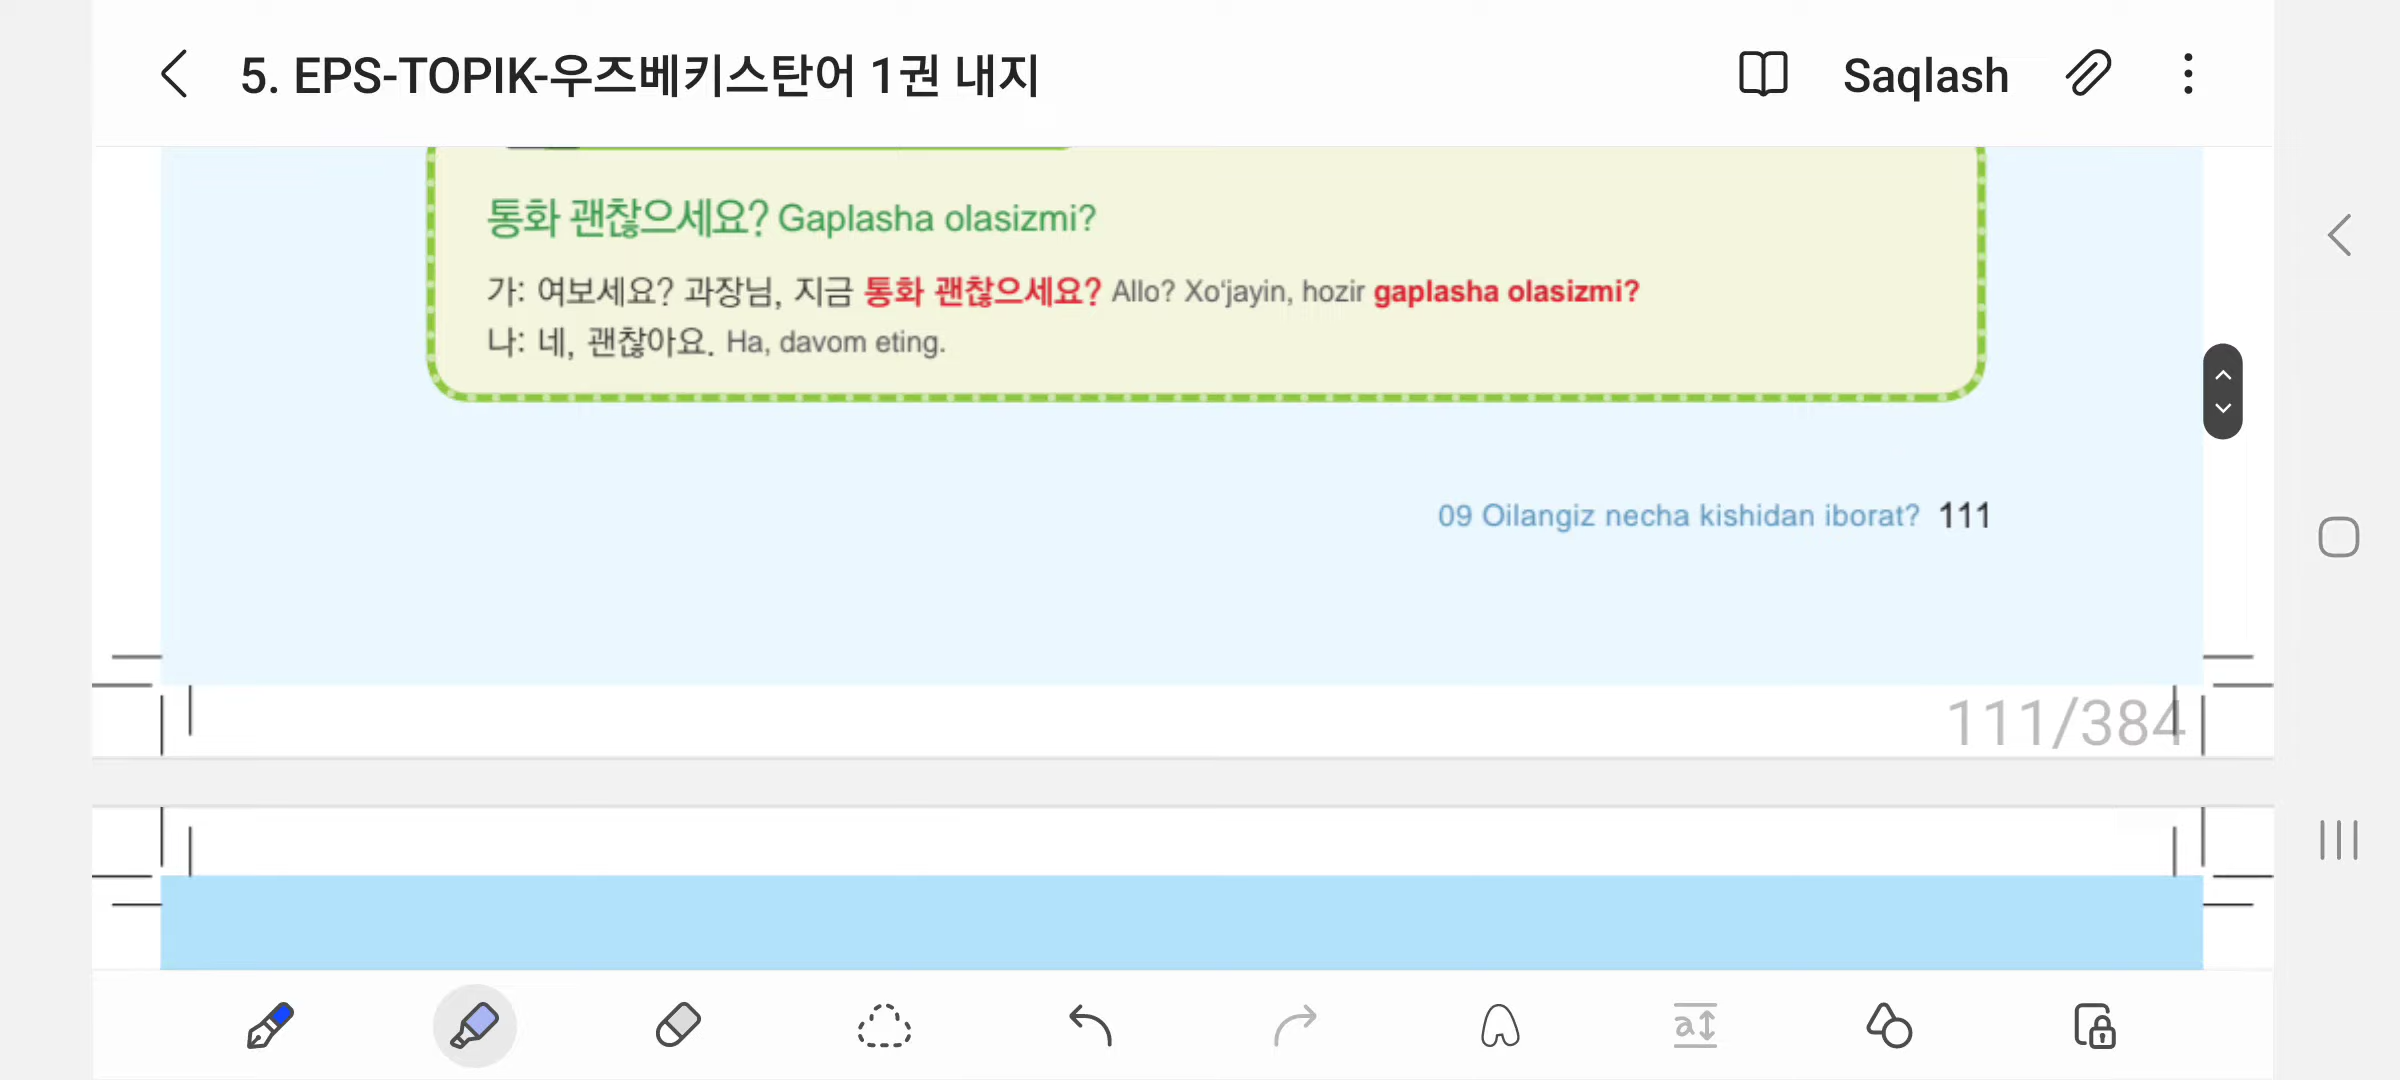 5. EPS-TOPIK-우즈베키스탄어 1권 내지
Saqlash
통화 괜찮으세요? Gaplasha olasizmi?
가: 여보세요? 과장님, 지금 통화 괜찮으세요? Allo? Xo‘jayin, hozir gaplasha olasizmi?
나: 네, 괜찮아요. Ha, davom eting.
09 Oilangiz necha kishidan iborat? 111
111/384